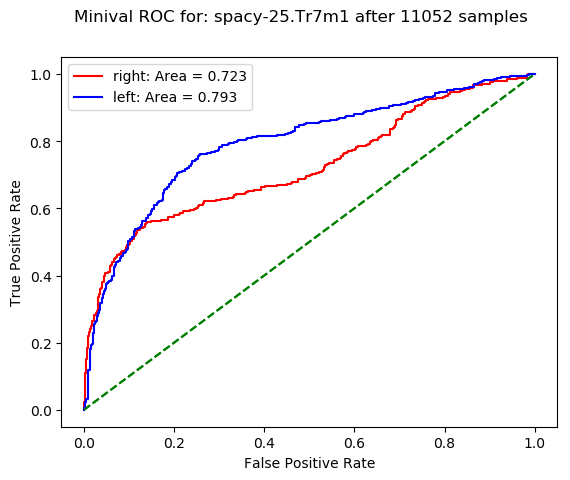 Minival ROC for: spacy-25.Tr7m1 after 11052 samples
right: Area = 0.723
left: Area = 0.793
1.0
0.8
0.6
0.4
0.2
0.0
True Positive Rate
0.0 0.2 0.4 0.6 0.8 1.0
False Positive Rate